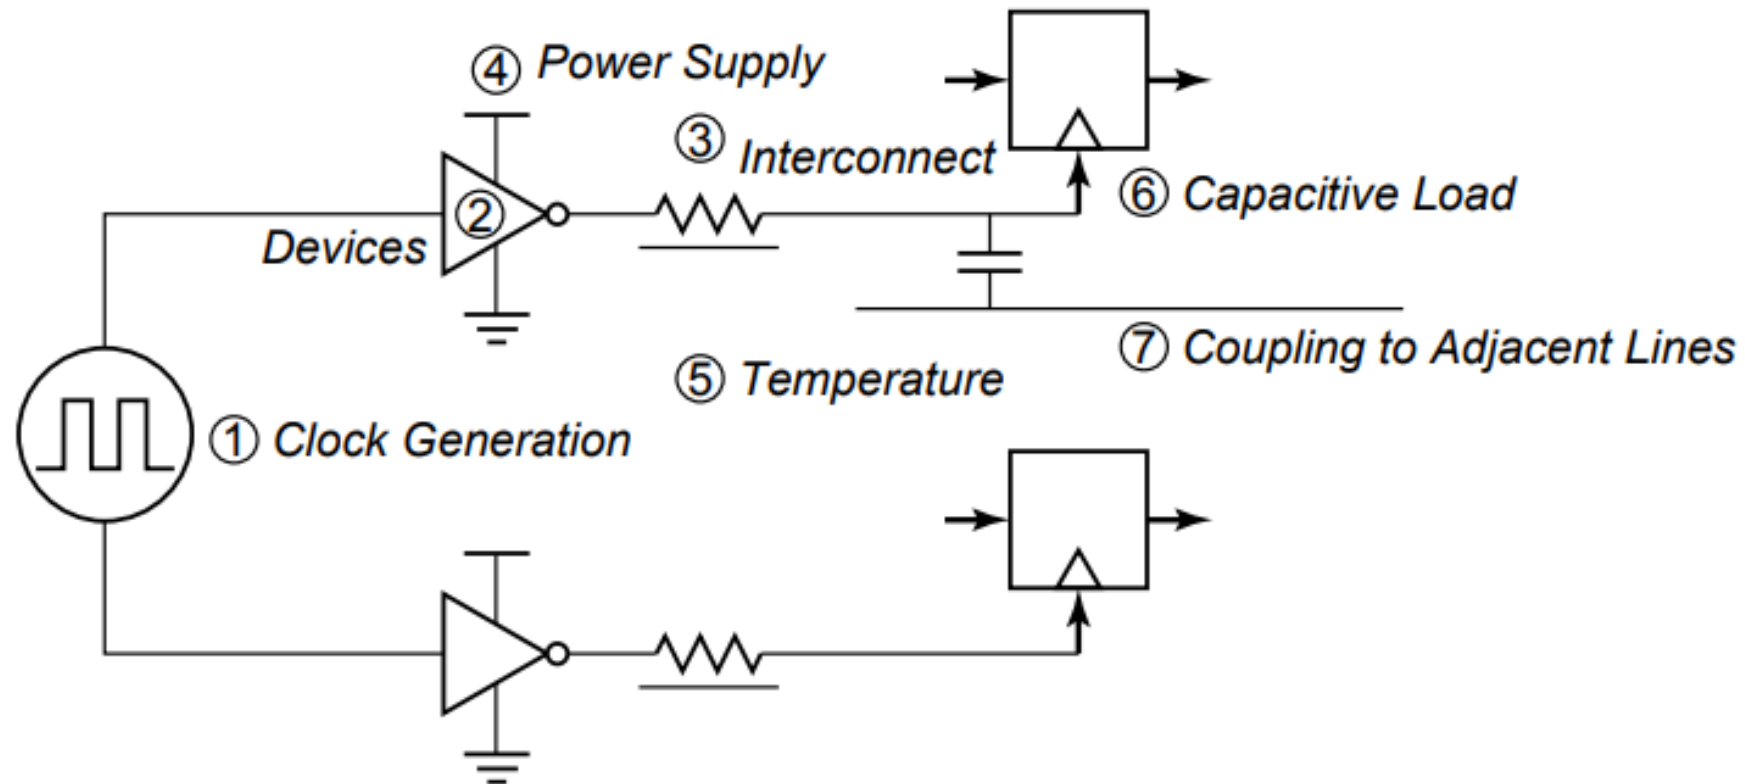 ④ Power Supply
③ Interconnect
② Devices
⑥ Capacitive Load
⑦ Coupling to Adjacent Lines
⑤ Temperature
① Clock Generation